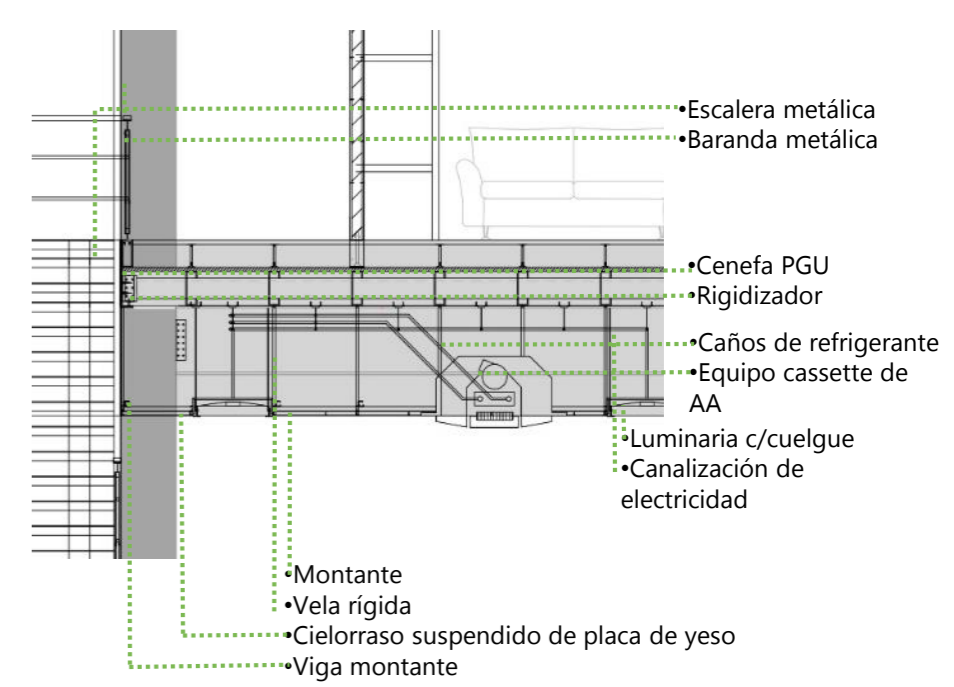 •Escalera metálica
•Baranda metálica
•Cenefa PGU
•Rigidizador
•Caños de refrigerante
•Equipo cassette de
AA
•Luminaria c/cuelgue
•Canalización de
electricidad
•Montante
•Vela rígida
•Cielorraso suspendido de placa de yeso
•Viga montante